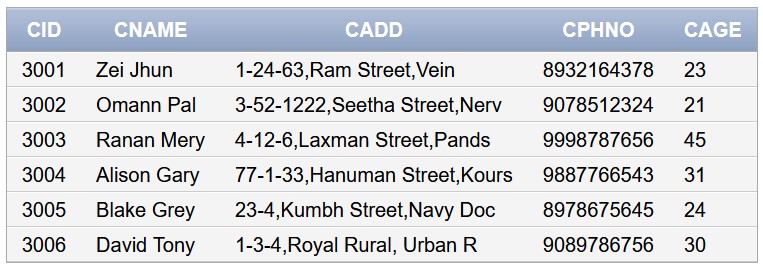 CID CNAME CADD CPHNO CAGE
3001 Zei Jhun 1-24-63,Ram Street,Vein 8932164378 23
3002 Omann Pal 3-52-1222,Seetha Street,Nerv 9078512324 21
3003 Ranan Mery 4-12-6,Laxman Street,Pands 9998787656 45
3004 Alison Gary 77-1-33,Hanuman Street,Kours 9887766543 31
3005 Blake Grey 23-4,Kumbh Street,Navy Doc 8978675645 24
3006 David Tony 1-3-4,Royal Rural, Urban R 9089786756 30